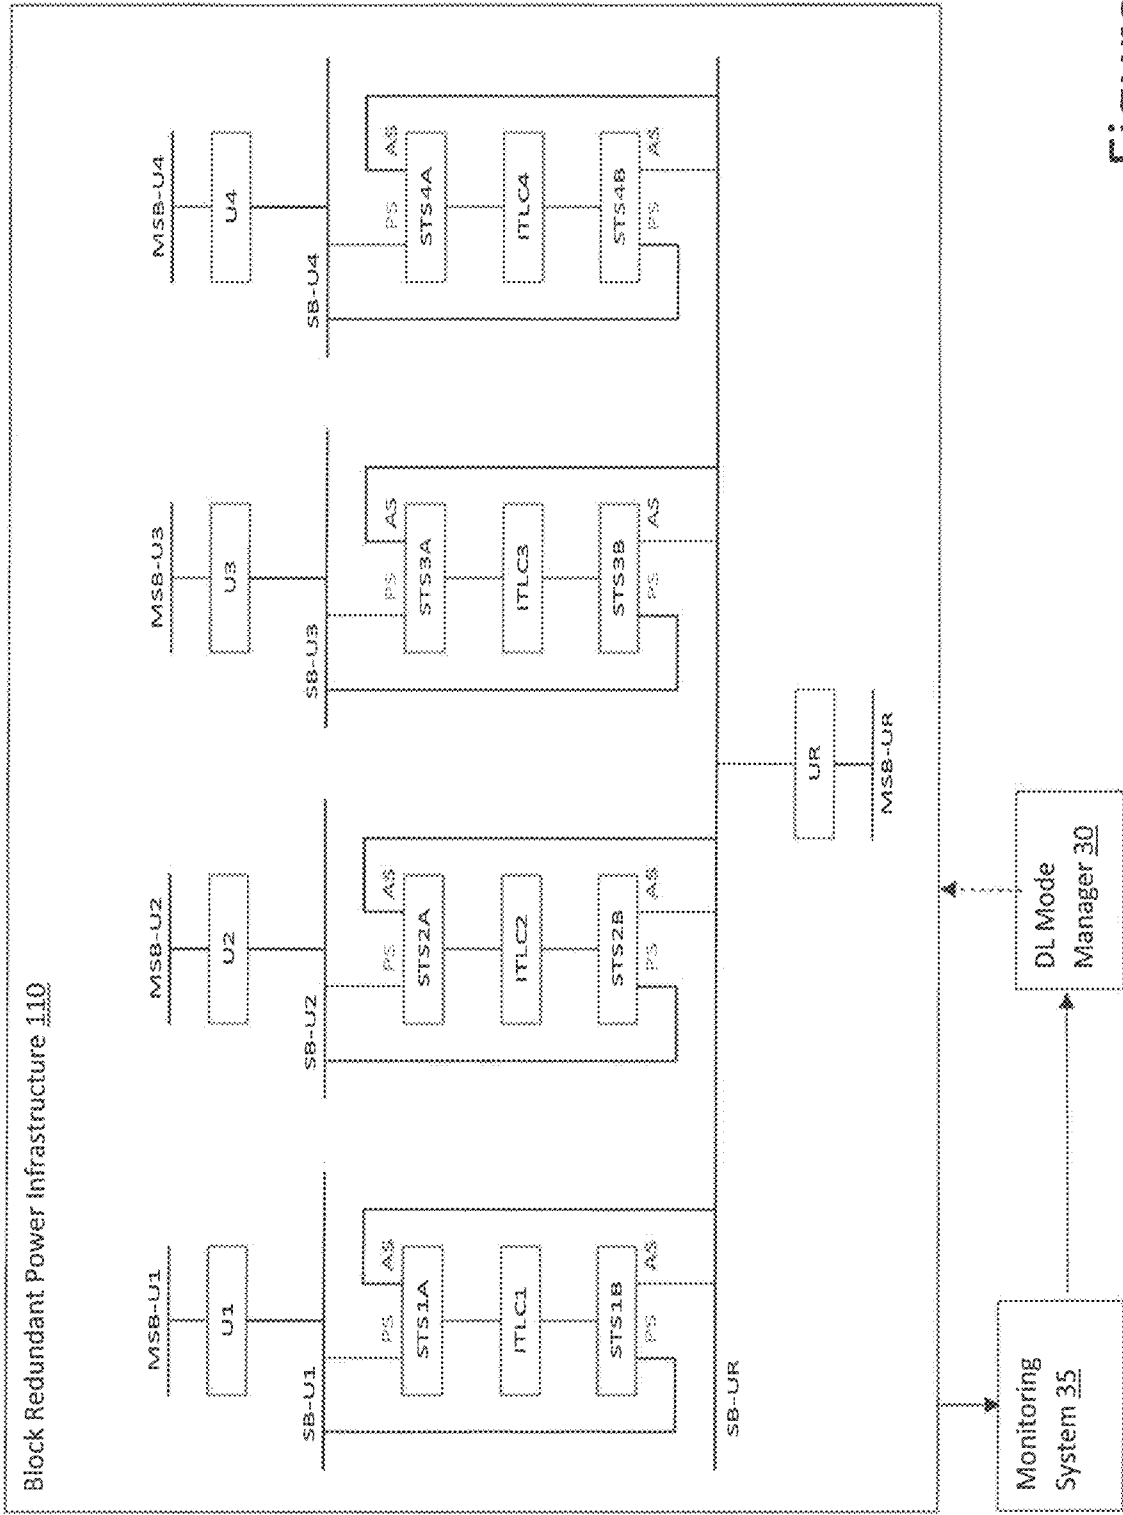 Block Redundant Power Infrastructure 110
MSB-U1
MSB-U2
MSB-U3
MSB-U4
U1
U2
U3
U4
SB-U1
SB-U2
SB-U3
SB-U4
PS AS
PS AS
PS AS
PS AS
STS1A
STS2A
STS3A
STS4A
ITLC1
ITLC2
ITLC3
ITLC4
STS1B
STS2B
STS3B
STS4B
PS AS
PS AS
PS AS
PS AS
SB-UR
UR
MSB-UR
Monitoring
System 35
DL Mode
Manager 30